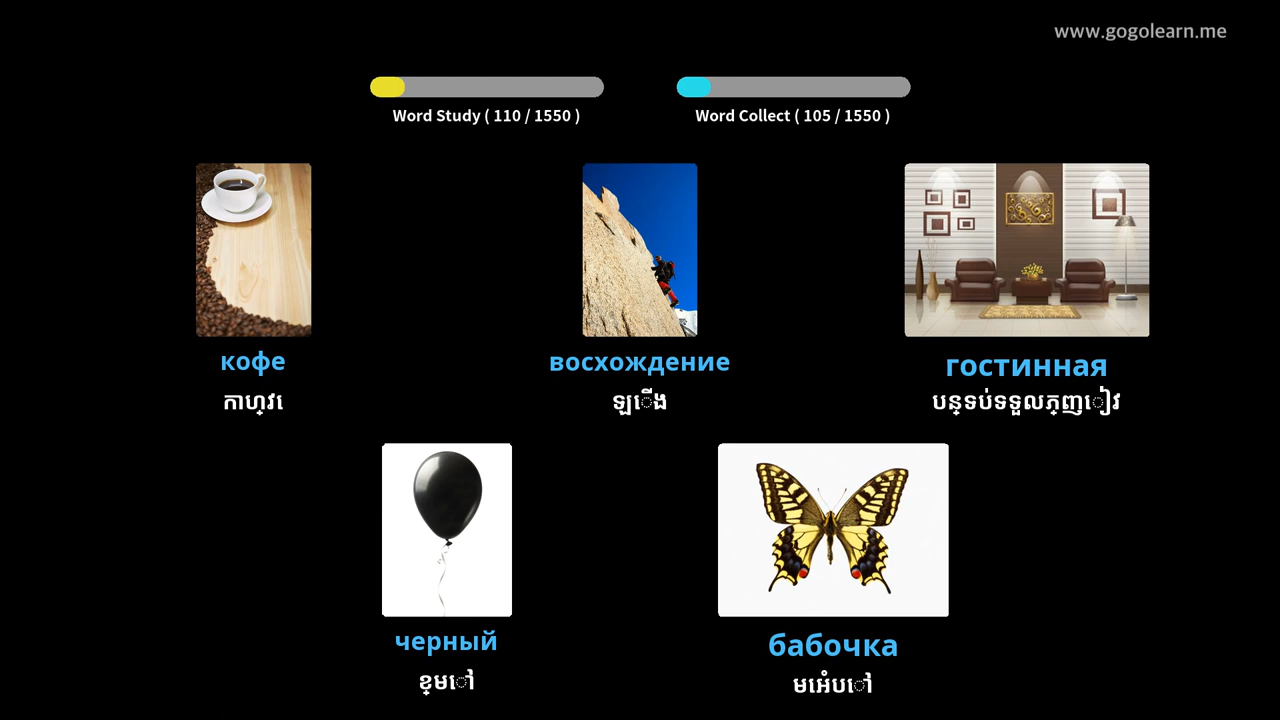 www.gogolearn.me
Word Study ( 110 / 1550 )
Word Collect ( 105 / 1550 )
кофе
восхождение
гостинная
កាហ្វេ
ឡើង
បន្ទប់ទទួលភ្ញៀវ
черный
бабочка
ខ្មៅ
មេអំបៅ